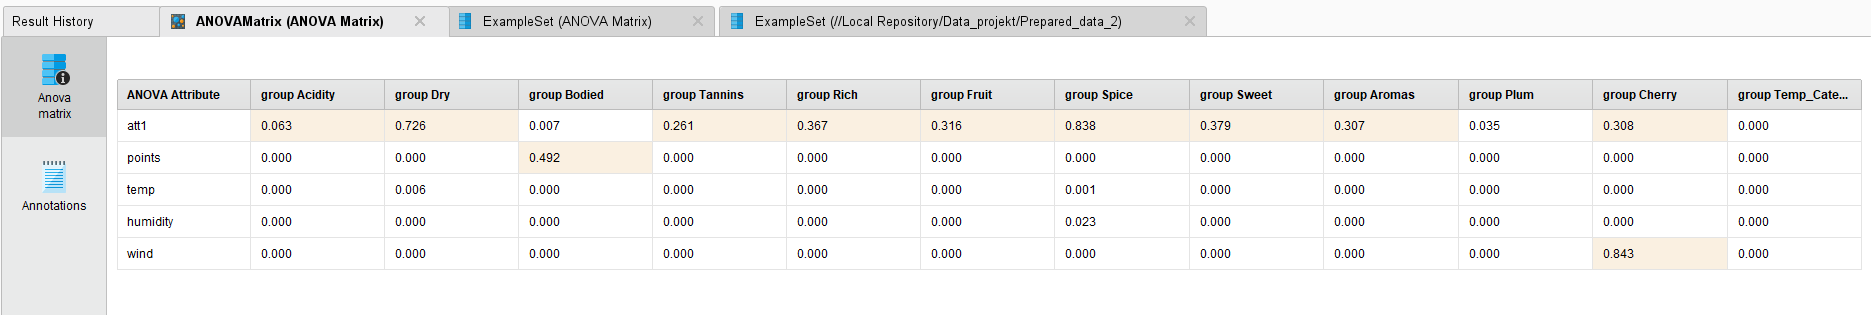 Result History ANOVAMatrix (ANOVA Matrix) ExampleSet (ANOVA Matrix) ExampleSet (//Local Repository/Data_projekt/Prepared_data_2)
Anova
matrix
Annotations
ANOVA Attribute group Acidity group Dry group Bodied group Tannins group Rich group Fruit group Spice group Sweet group Aromas group Plum group Cherry group Temp_Cate...
att1 0.063 0.726 0.007 0.261 0.367 0.316 0.838 0.379 0.307 0.035 0.308 0.000
points 0.000 0.000 0.492 0.000 0.000 0.000 0.000 0.000 0.000 0.000 0.000 0.000
temp 0.000 0.006 0.000 0.000 0.000 0.000 0.001 0.000 0.000 0.000 0.000 0.000
humidity 0.000 0.000 0.000 0.000 0.000 0.000 0.023 0.000 0.000 0.000 0.000 0.000
wind 0.000 0.000 0.000 0.000 0.000 0.000 0.000 0.000 0.000 0.000 0.843 0.000